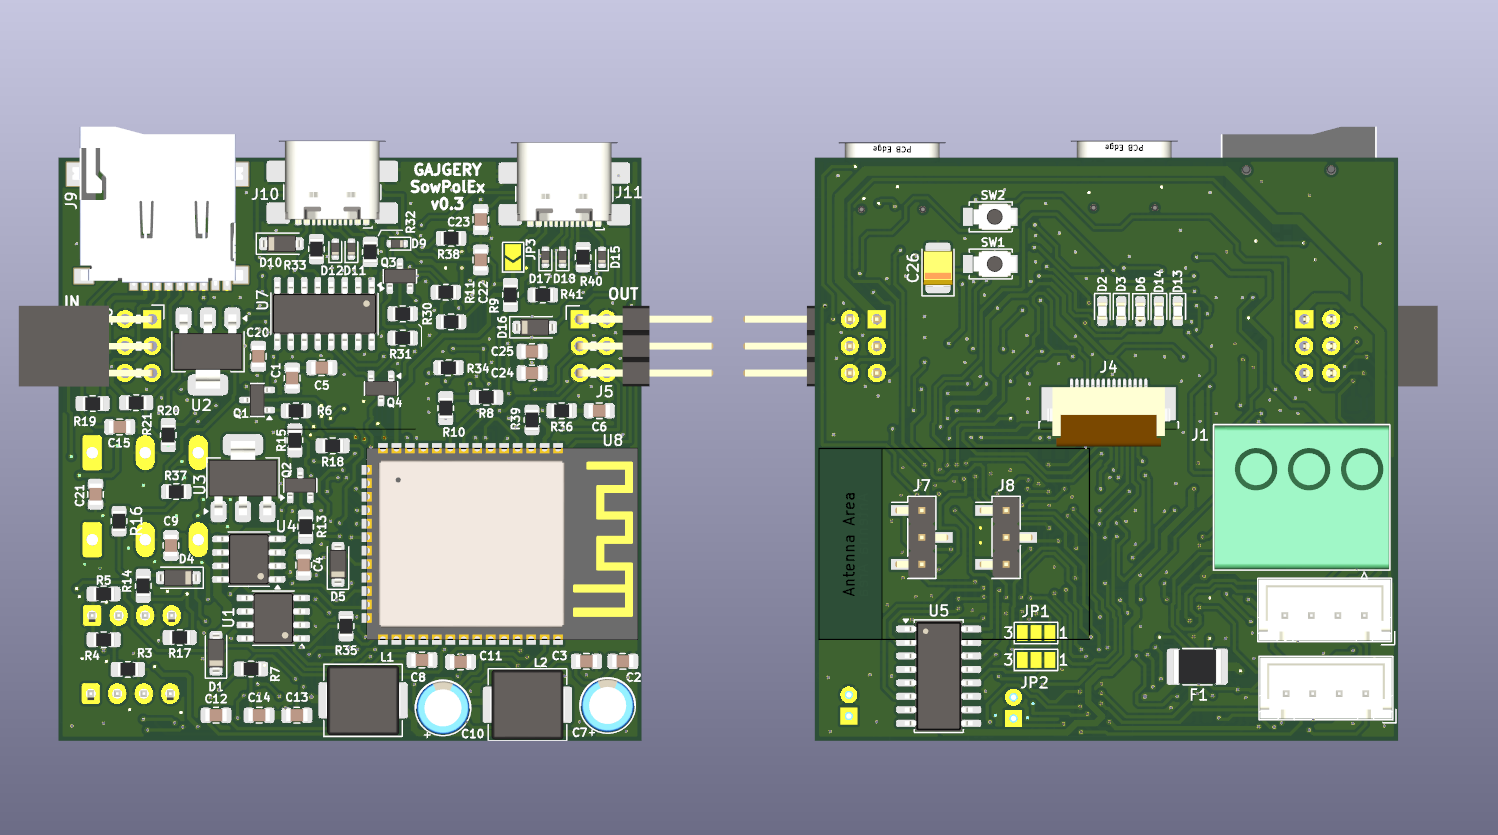 GAJGERY
SowPolEx
v0.3
J9
J10
J11
R32
C23
R38
D9
D10
R33
D12
D11
Q3
JP3
D17
D18
R40
D15
IN
U7
R11
C22
R9
R41
OUT
C20
R30
D16
R31
C25
C1
C5
R34
C24
U2
Q1
R6
Q4
R8
J5
R19
R21
R20
C15
R10
R39
R36
C6
R15
R18
U8
R37
U3
Q2
C21
R16
C9
U4
R13
D4
C4
R5
R14
D5
U1
R4
R3
R17
R35
R7
D1
L1
C8
C11
L2
C3
C2
C12
C14
C13
+
C10
C7+
PCB Edge
PCB Edge
SW2
SW1
C26
D2
D3
D6
D14
D13
J4
J1
J7
J8
Antenna Area
U5
JP1
3
1
3
1
JP2
F1